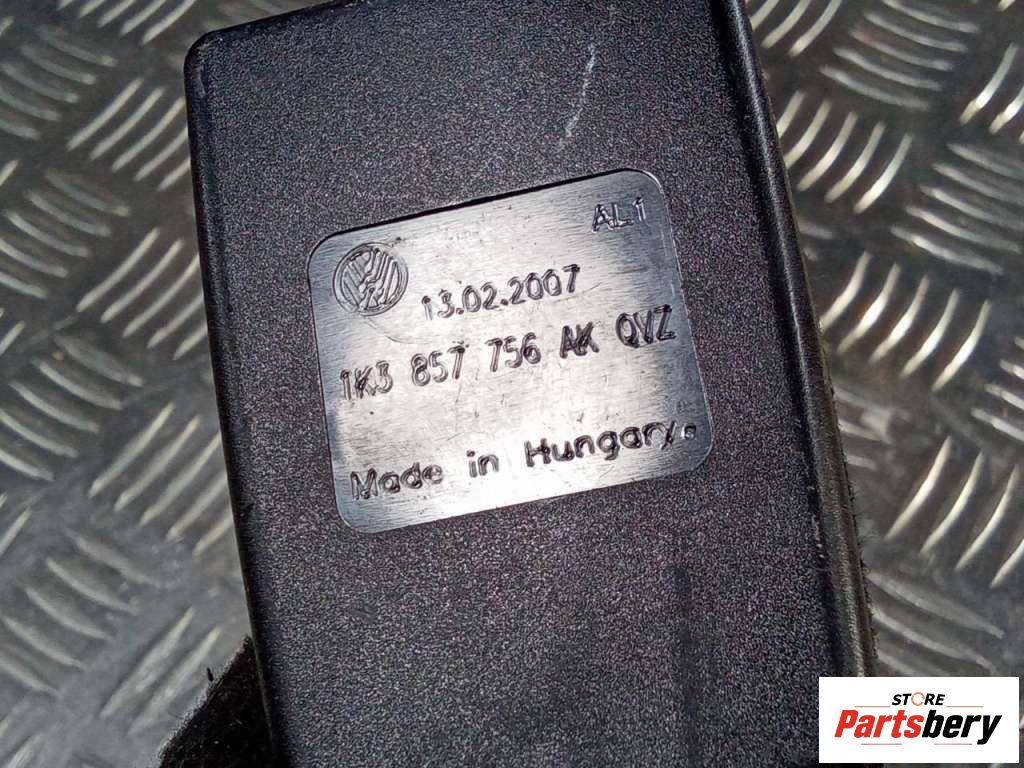 AL1
13.02.2007
1K3 857 756 AK QVZ
Made in Hungary.
STORE
Partsbery